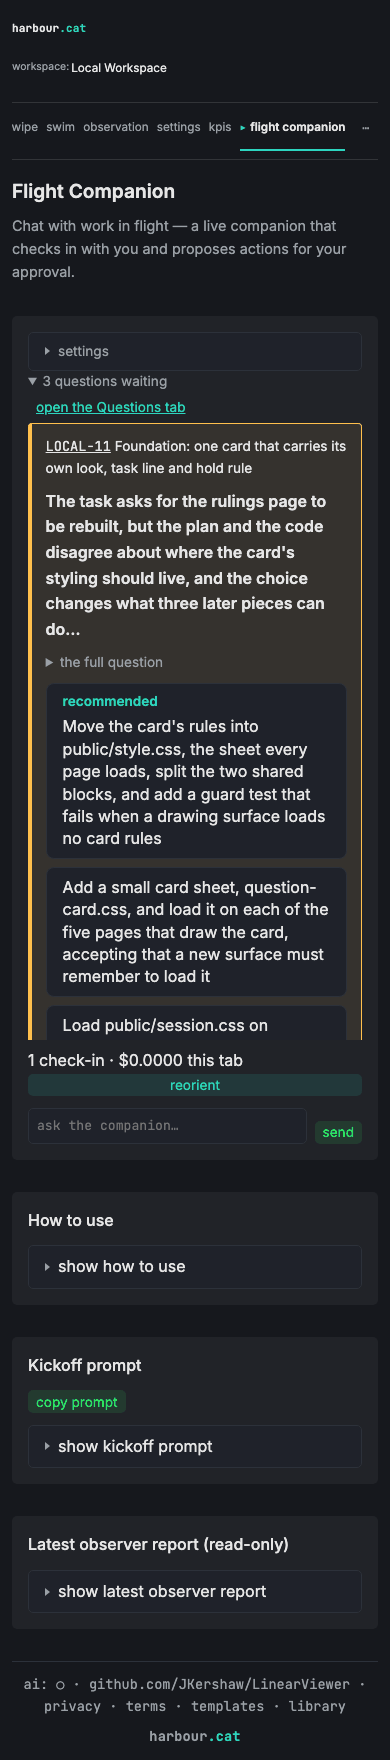 harbour.cat
workspace: Local Workspace
wipe swim observation settings kpis ▸ flight companion …
Flight Companion
Chat with work in flight — a live companion that
checks in with you and proposes actions for your
approval.
▸ settings
▾ 3 questions waiting
open the Questions tab
LOCAL-11 Foundation: one card that carries its
own look, task line and hold rule
The task asks for the rulings page to
be rebuilt, but the plan and the code
disagree about where the card's
styling should live, and the choice
changes what three later pieces can
do…
▸ the full question
recommended
Move the card's rules into
public/style.css, the sheet every
page loads, split the two shared
blocks, and add a guard test that
fails when a drawing surface loads
no card rules
Add a small card sheet, question-
card.css, and load it on each of the
five pages that draw the card,
accepting that a new surface must
remember to load it
Load public/session.css on
1 check-in · $0.0000 this tab
reorient
ask the companion…
send
How to use
▸ show how to use
Kickoff prompt
copy prompt
▸ show kickoff prompt
Latest observer report (read-only)
▸ show latest observer report
ai: ○ · github.com/JKershaw/LinearViewer ·
privacy · terms · templates · library
harbour.cat